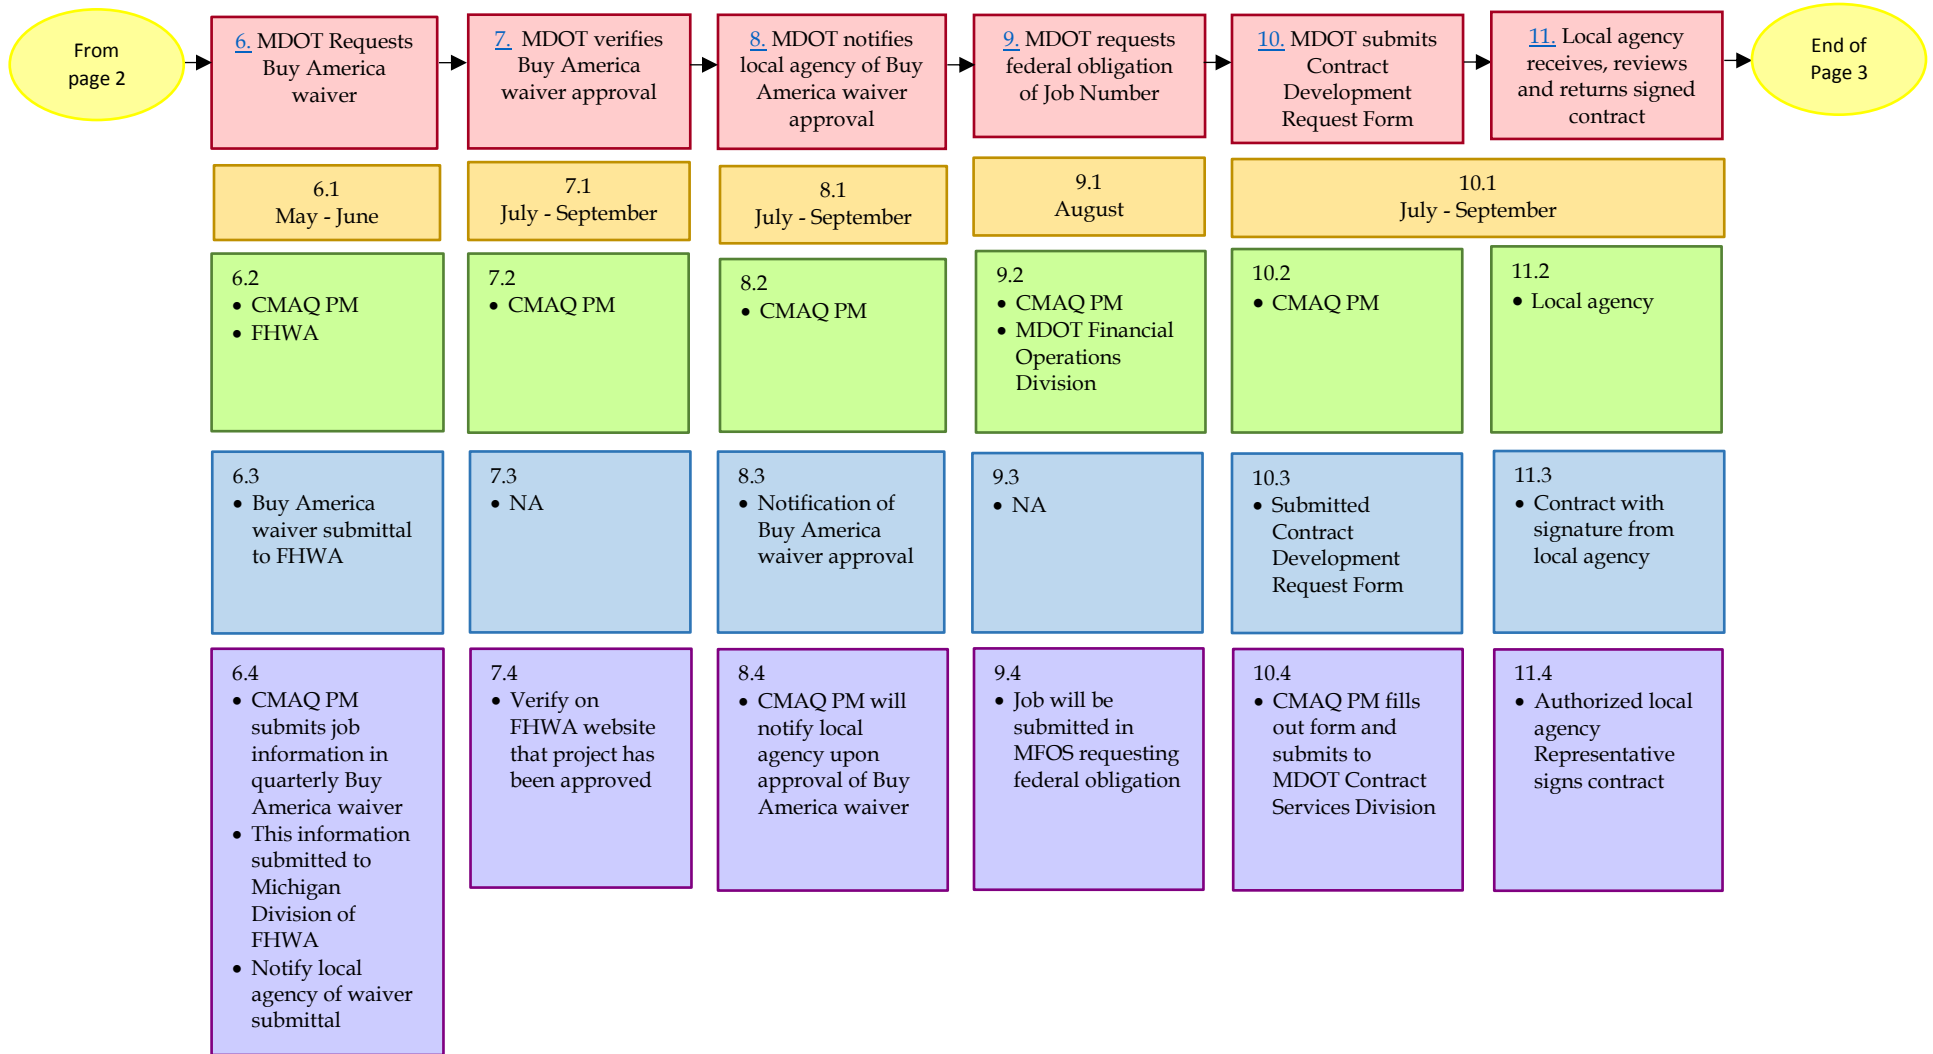 From
page 2
6. MDOT Requests
Buy America
waiver
7. MDOT verifies
Buy America
waiver approval
8. MDOT notifies
local agency of Buy
America waiver
approval
9. MDOT requests
federal obligation
of Job Number
10. MDOT submits
Contract
Development
Request Form
11. Local agency
receives, reviews
and returns signed
contract
End of
Page 3
6.1
May - June
7.1
July - September
8.1
July - September
9.1
August
10.1
July - September
6.2
• CMAQ PM
• FHWA
7.2
• CMAQ PM
8.2
• CMAQ PM
9.2
• CMAQ PM
• MDOT Financial
Operations
Division
10.2
• CMAQ PM
11.2
• Local agency
6.3
• Buy America
waiver submittal
to FHWA
7.3
• NA
8.3
• Notification of
Buy America
waiver approval
9.3
• NA
10.3
• Submitted
Contract
Development
Request Form
11.3
• Contract with
signature from
local agency
6.4
• CMAQ PM
submits job
information in
quarterly Buy
America waiver
• This information
submitted to
Michigan
Division of
FHWA
• Notify local
agency of waiver
submittal
7.4
• Verify on
FHWA website
that project has
been approved
8.4
• CMAQ PM will
notify local
agency upon
approval of Buy
America waiver
9.4
• Job will be
submitted in
MFOS requesting
federal obligation
10.4
• CMAQ PM fills
out form and
submits to
MDOT Contract
Services Division
11.4
• Authorized local
agency
Representative
signs contract